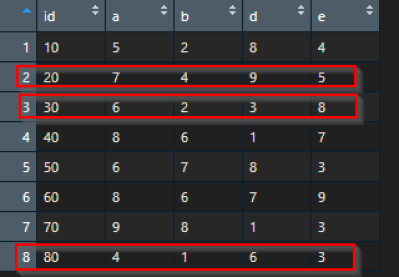 id a b d e
1 10 5 2 8 4
2 20 7 4 9 5
3 30 6 2 3 8
4 40 8 6 1 7
5 50 6 7 8 3
6 60 8 6 7 9
7 70 9 8 1 3
8 80 4 1 6 3